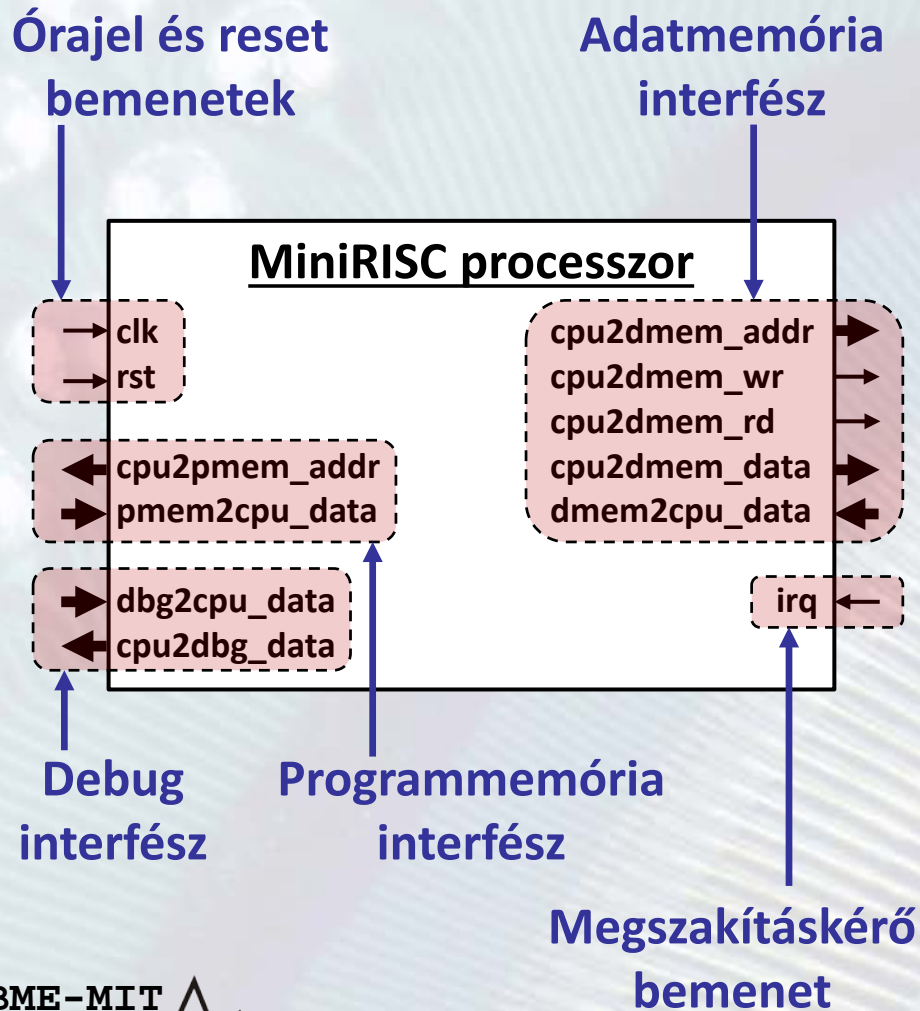 Órajel és reset
bemenetek
Adatmemória
interfész
MiniRISC processzor
clk
rst
cpu2pmem_addr
pmem2cpu_data
dbg2cpu_data
cpu2dbg_data
cpu2dmem_addr
cpu2dmem_wr
cpu2dmem_rd
cpu2dmem_data
dmem2cpu_data
irq
Debug
interfész
Programmemória
interfész
Megszakításkérő
bemenet
BME-MIT